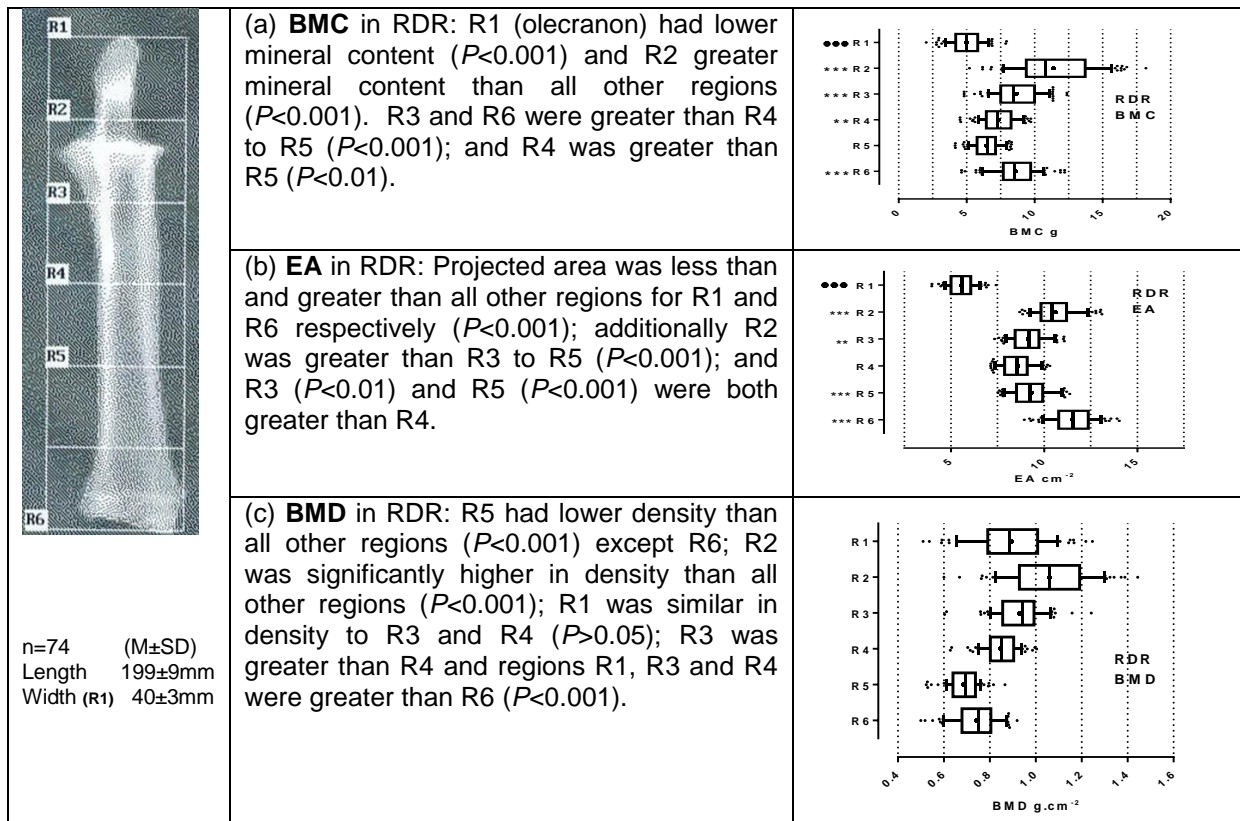 R1
R2
R3
R4
R5
R6
n=74 (M±SD)
Length 199±9mm
Width (R1) 40±3mm
(a) BMC in RDR: R1 (olecranon) had lower
mineral content (P<0.001) and R2 greater
mineral content than all other regions
(P<0.001). R3 and R6 were greater than R4
to R5 (P<0.001); and R4 was greater than
R5 (P<0.01).
●●● R1
*** R2
*** R3
** R4
R5
*** R6
RDR
BMC
0 5 10 15 20
BMC g
(b) EA in RDR: Projected area was less than
and greater than all other regions for R1 and
R6 respectively (P<0.001); additionally R2
was greater than R3 to R5 (P<0.001); and
R3 (P<0.01) and R5 (P<0.001) were both
greater than R4.
●●● R1
*** R2
** R3
R4
*** R5
*** R6
RDR
EA
5 10 15
EA cm⁻²
(c) BMD in RDR: R5 had lower density than
all other regions (P<0.001) except R6; R2
was significantly higher in density than all
other regions (P<0.001); R1 was similar in
density to R3 and R4 (P>0.05); R3 was
greater than R4 and regions R1, R3 and R4
were greater than R6 (P<0.001).
R1
R2
R3
R4
R5
R6
RDR
BMD
0.4 0.6 0.8 1.0 1.2 1.4 1.6
BMD g.cm⁻²